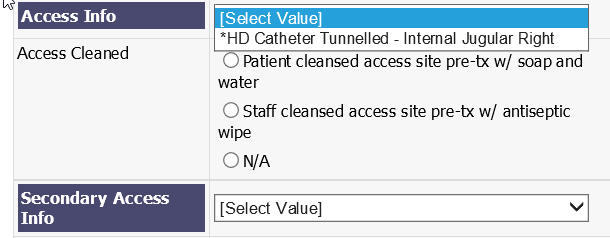 Access Info
[Select Value]
*HD Catheter Tunnelled - Internal Jugular Right
Access Cleaned
Patient cleansed access site pre-tx w/ soap and
water
Staff cleansed access site pre-tx w/ antiseptic
wipe
N/A
Secondary Access
Info
[Select Value]